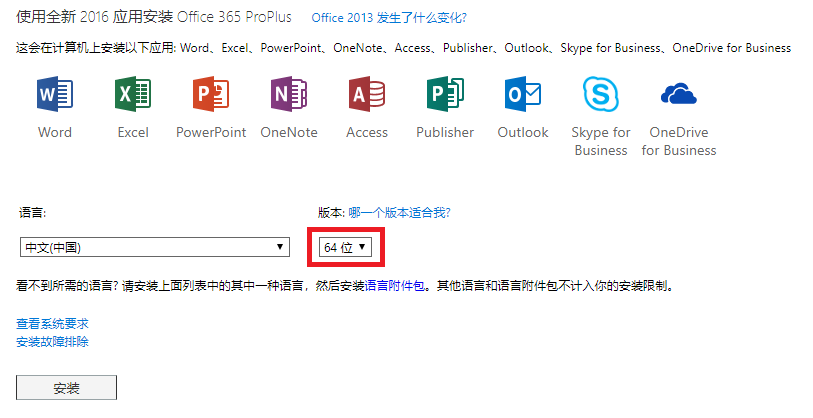 使用全新 2016 应用安装 Office 365 ProPlus Office 2013 发生了什么变化?
这会在计算机上安装以下应用: Word、Excel、PowerPoint、OneNote、Access、Publisher、Outlook、Skype for Business、OneDrive for Business
W X P N A P O S
Word Excel PowerPoint OneNote Access Publisher Outlook Skype for Business OneDrive for Business
语言: 版本: 哪一个版本适合我?
中文(中国) 64 位
看不到所需的语言? 请安装上面列表中的其中一种语言，然后安装语言附件包。其他语言和语言附件包不计入你的安装限制。
查看系统要求
安装故障排除
安装